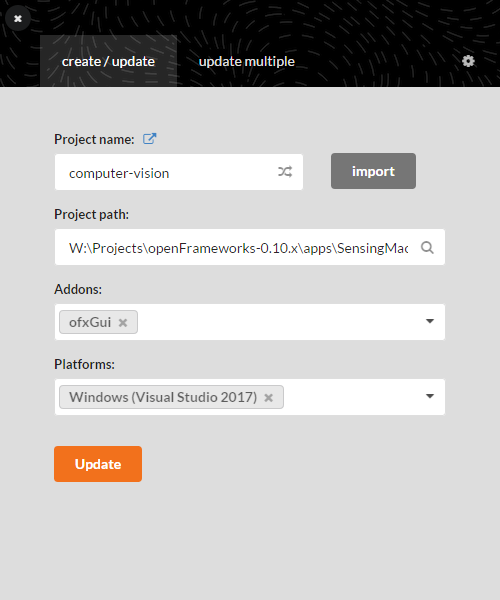 create / update
update multiple
Project name:
computer-vision
import
Project path:
W:\Projects\openFrameworks-0.10.x\apps\SensingMac
Addons:
ofxGui
Platforms:
Windows (Visual Studio 2017)
Update